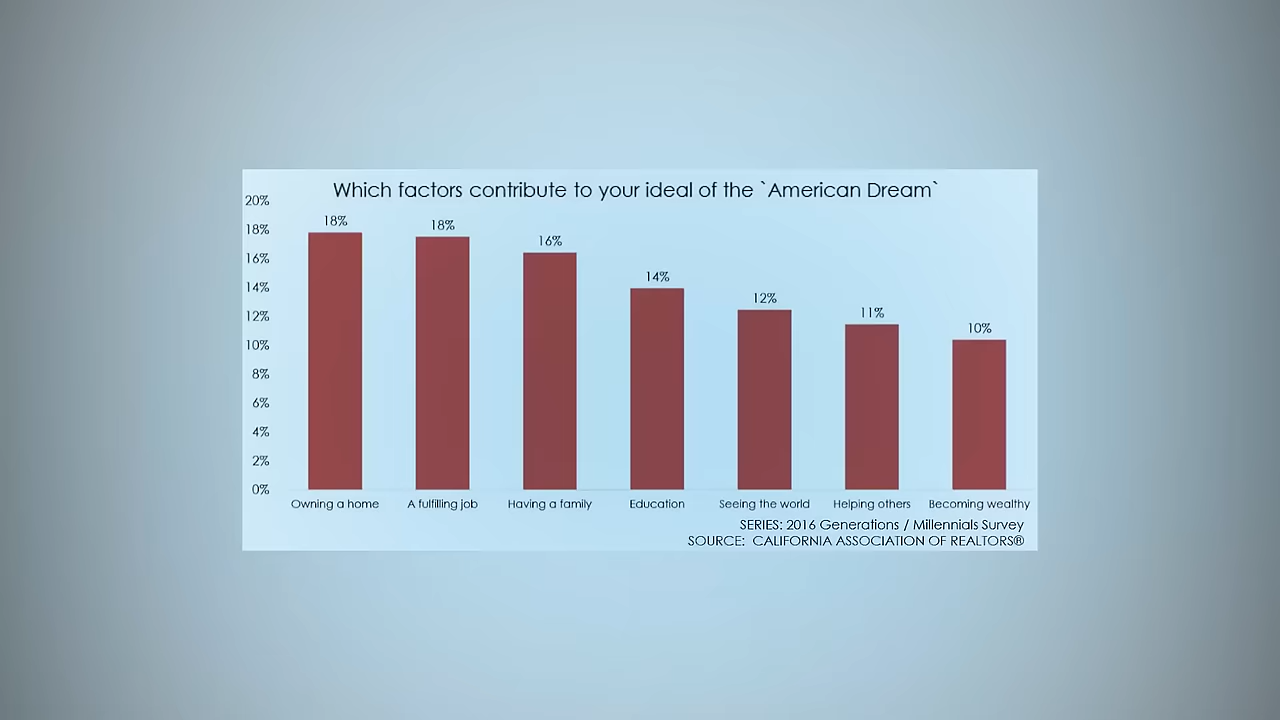 Which factors contribute to your ideal of the `American Dream`
20%
18%
16%
14%
12%
10%
8%
6%
4%
2%
0%
18%
18%
16%
14%
12%
11%
10%
Owning a home
A fulfilling job
Having a family
Education
Seeing the world
Helping others
Becoming wealthy
SERIES: 2016 Generations / Millennials Survey
SOURCE: CALIFORNIA ASSOCIATION OF REALTORS®